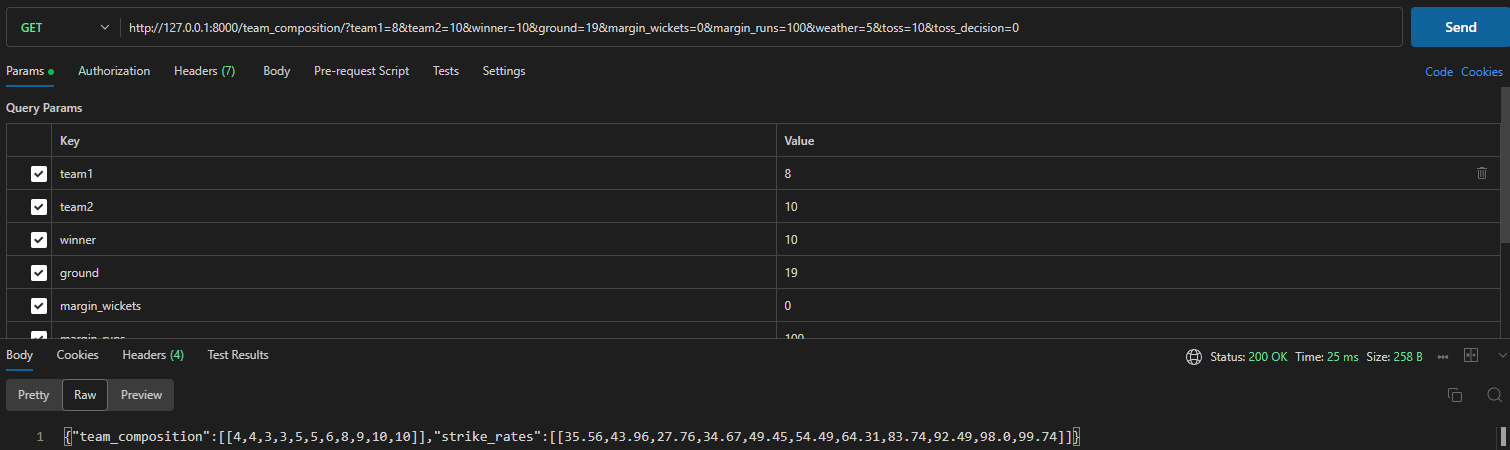 GET http://127.0.0.1:8000/team_composition/?team1=8&team2=10&winner=10&ground=19&margin_wickets=0&margin_runs=100&weather=5&toss=10&toss_decision=0 Send
Params Authorization Headers (7) Body Pre-request Script Tests Settings Code Cookies
Query Params
Key Value
team1 8
team2 10
winner 10
ground 19
margin_wickets 0
margin_runs 100
Body Cookies Headers (4) Test Results Status: 200 OK Time: 25 ms Size: 258 B
Pretty Raw Preview
1 {"team_composition":[[4,4,3,3,5,5,6,8,9,10,10]],"strike_rates":[[35.56,43.96,27.76,34.67,49.45,54.49,64.31,83.74,92.49,98.0,99.74]]}